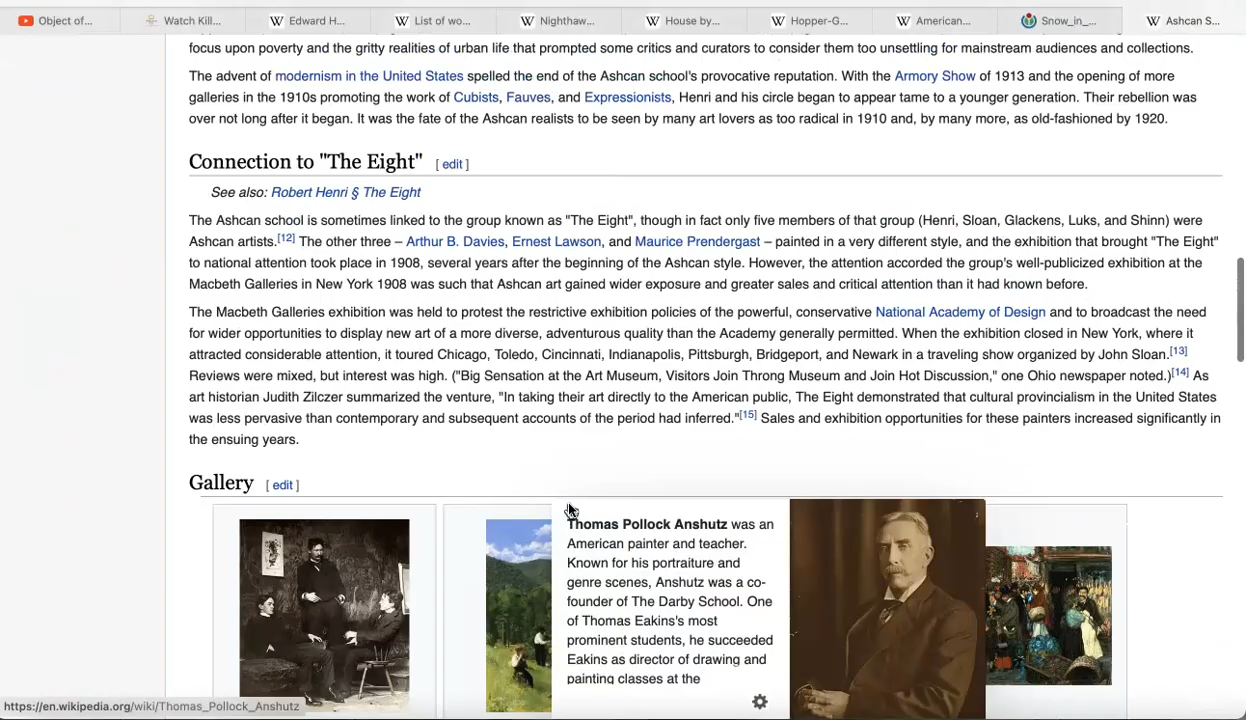 Object of...
Watch Kill...
Edward H...
List of wo...
Nighthaw...
House by...
Hopper-G...
American...
Snow_in_...
Ashcan S...
focus upon poverty and the gritty realities of urban life that prompted some critics and curators to consider them too unsettling for mainstream audiences and collections.
The advent of modernism in the United States spelled the end of the Ashcan school's provocative reputation. With the Armory Show of 1913 and the opening of more
galleries in the 1910s promoting the work of Cubists, Fauves, and Expressionists, Henri and his circle began to appear tame to a younger generation. Their rebellion was
over not long after it began. It was the fate of the Ashcan realists to be seen by many art lovers as too radical in 1910 and, by many more, as old-fashioned by 1920.
Connection to "The Eight" [ edit ]
See also: Robert Henri § The Eight
The Ashcan school is sometimes linked to the group known as "The Eight", though in fact only five members of that group (Henri, Sloan, Glackens, Luks, and Shinn) were
Ashcan artists.[12] The other three – Arthur B. Davies, Ernest Lawson, and Maurice Prendergast – painted in a very different style, and the exhibition that brought "The Eight"
to national attention took place in 1908, several years after the beginning of the Ashcan style. However, the attention accorded the group's well-publicized exhibition at the
Macbeth Galleries in New York 1908 was such that Ashcan art gained wider exposure and greater sales and critical attention than it had known before.
The Macbeth Galleries exhibition was held to protest the restrictive exhibition policies of the powerful, conservative National Academy of Design and to broadcast the need
for wider opportunities to display new art of a more diverse, adventurous quality than the Academy generally permitted. When the exhibition closed in New York, where it
attracted considerable attention, it toured Chicago, Toledo, Cincinnati, Indianapolis, Pittsburgh, Bridgeport, and Newark in a traveling show organized by John Sloan.[13]
Reviews were mixed, but interest was high. ("Big Sensation at the Art Museum, Visitors Join Throng Museum and Join Hot Discussion," one Ohio newspaper noted.)[14] As
art historian Judith Zilczer summarized the venture, "In taking their art directly to the American public, The Eight demonstrated that cultural provincialism in the United States
was less pervasive than contemporary and subsequent accounts of the period had inferred."[15] Sales and exhibition opportunities for these painters increased significantly in
the ensuing years.
Gallery [ edit ]
Thomas Pollock Anshutz was an
American painter and teacher.
Known for his portraiture and
genre scenes, Anshutz was a co-
founder of The Darby School. One
of Thomas Eakins's most
prominent students, he succeeded
Eakins as director of drawing and
painting classes at the
https://en.wikipedia.org/wiki/Thomas_Pollock_Anshutz